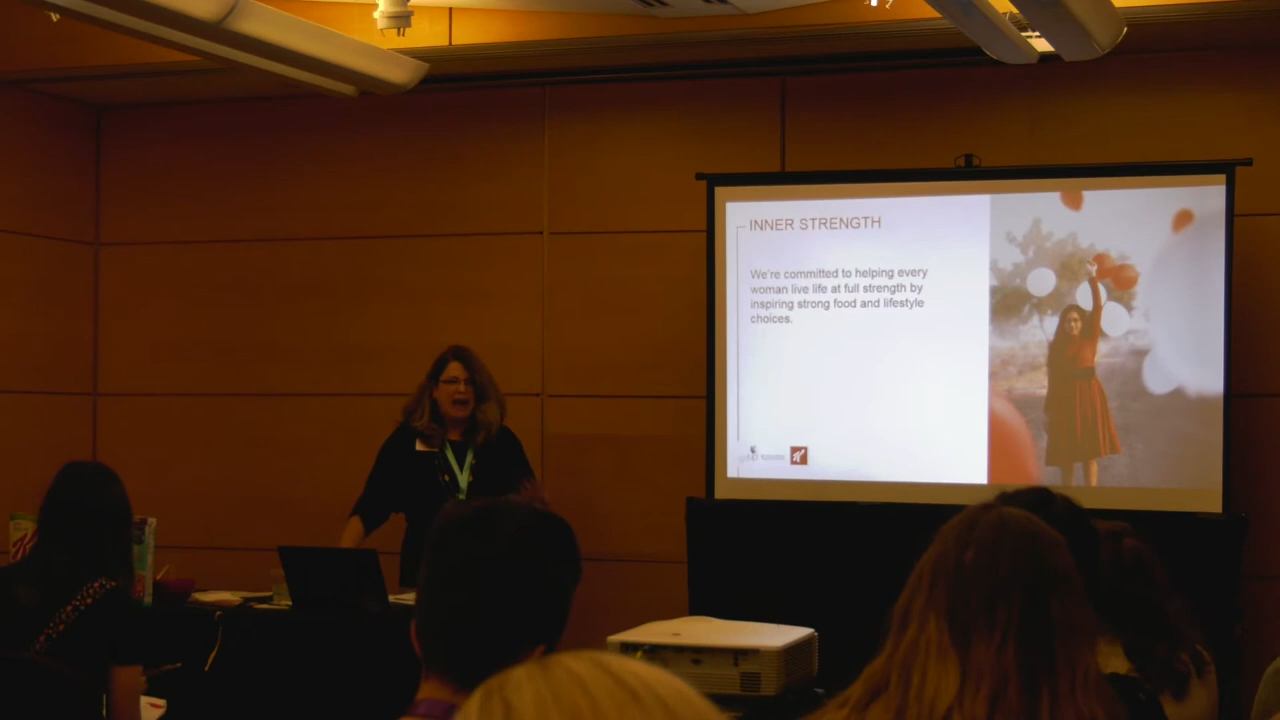 INNER STRENGTH
We're committed to helping every
woman live life at full strength by
inspiring strong food and lifestyle
choices.